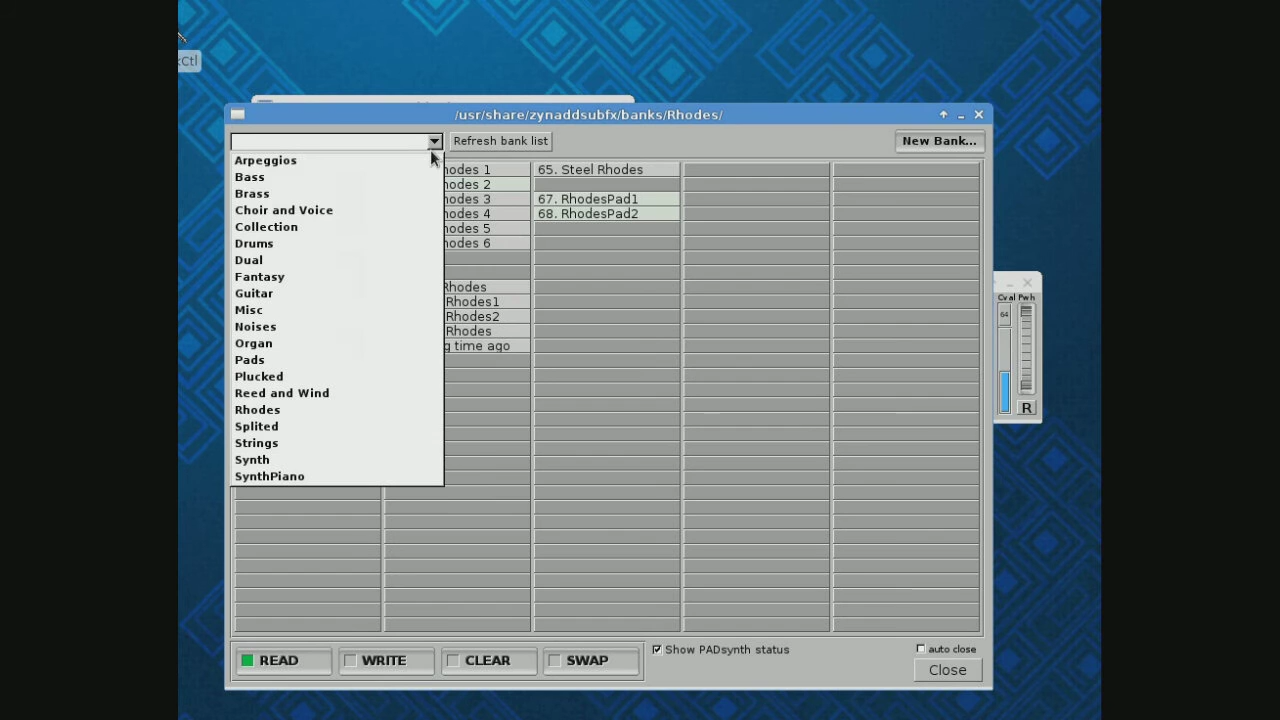 kCtl
/usr/share/zynaddsubfx/banks/Rhodes/
Refresh bank list
New Bank...
Arpeggios
Bass
Brass
Choir and Voice
Collection
Drums
Dual
Fantasy
Guitar
Misc
Noises
Organ
Pads
Plucked
Reed and Wind
Rhodes
Splited
Strings
Synth
SynthPiano
hodes 1
hodes 2
hodes 3
hodes 4
hodes 5
hodes 6
Rhodes
Rhodes1
Rhodes2
Rhodes
g time ago
65. Steel Rhodes
67. RhodesPad1
68. RhodesPad2
Cval Pwh
64
R
READ
WRITE
CLEAR
SWAP
Show PADsynth status
auto close
Close